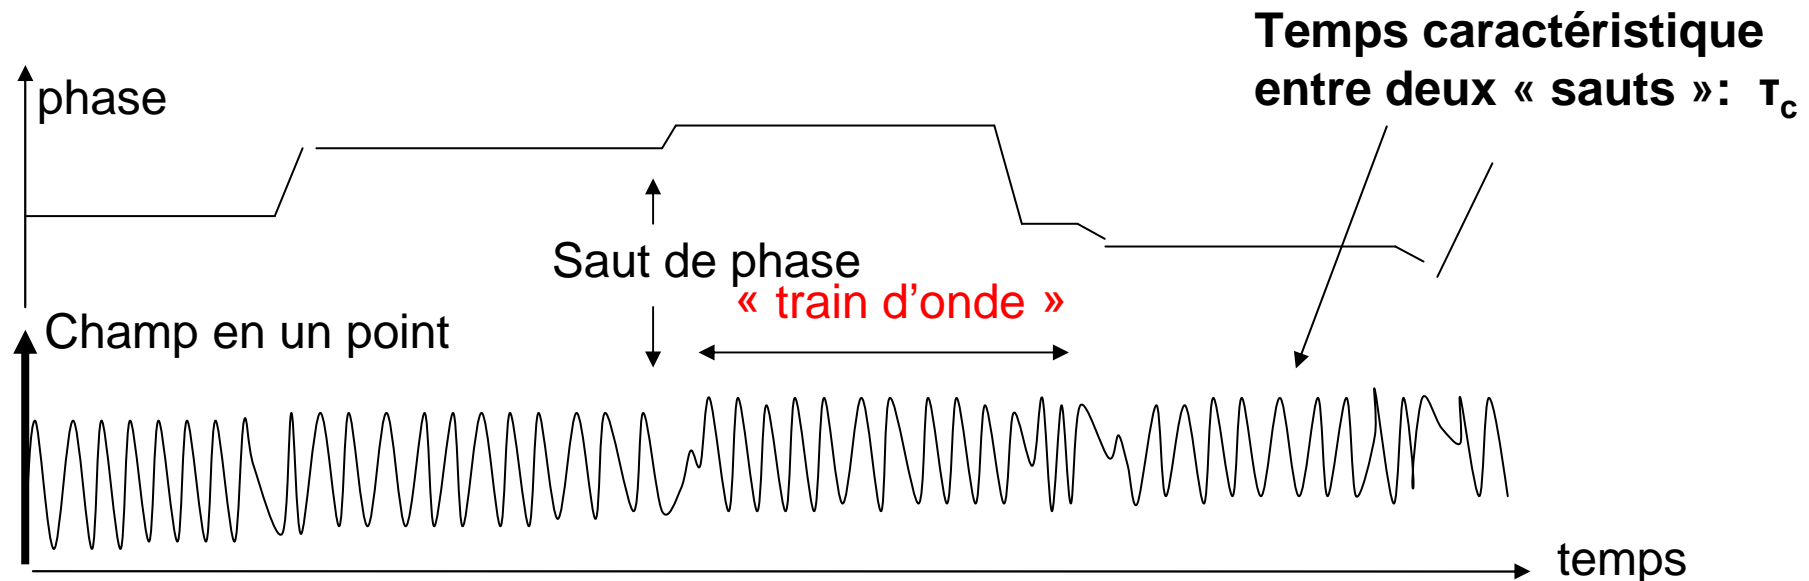 Temps caractéristique
entre deux « sauts »: τc
phase
Saut de phase
« train d’onde »
Champ en un point
temps